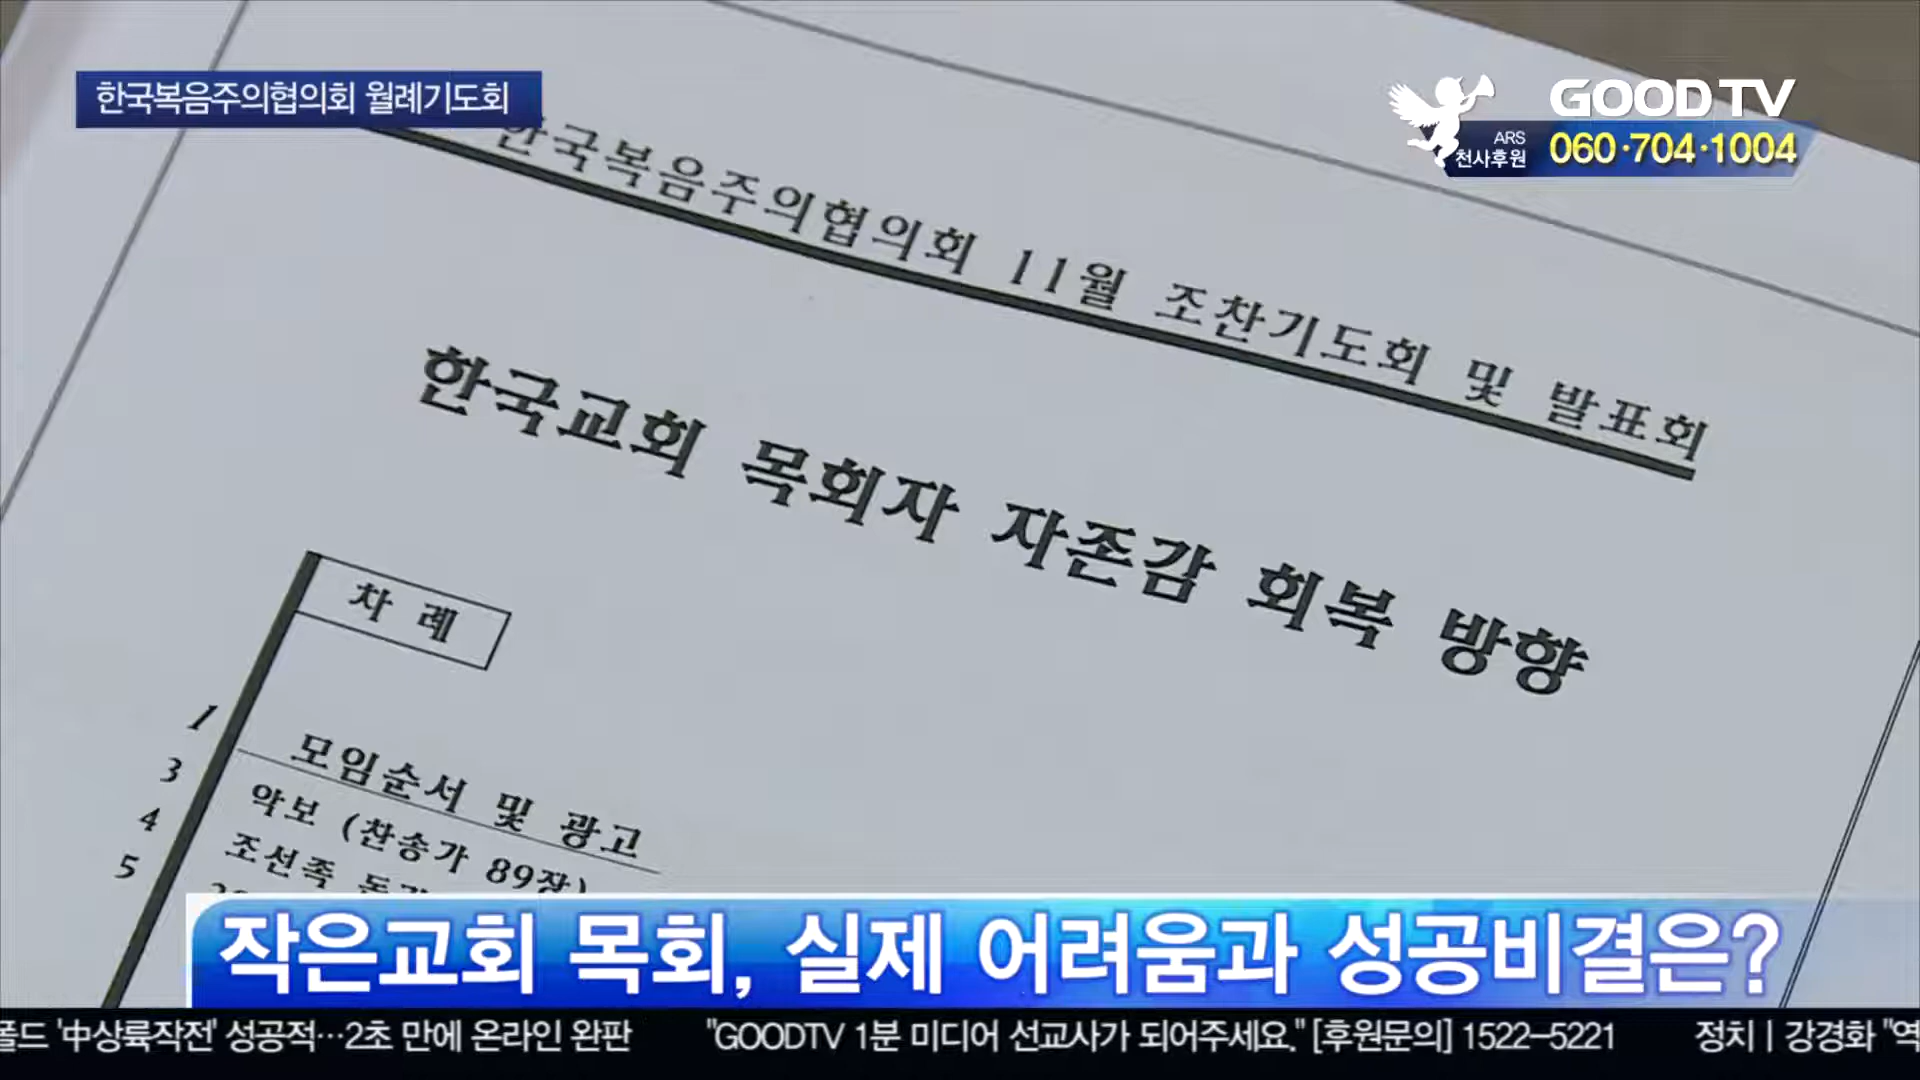 한국복음주의협의회 월례기도회
GOODTV
ARS
천사후원 060·704·1004
한국복음주의협의회 11월 조찬기도회 및 발표회
한국교회 목회자 자존감 회복 방향
차 례
1 모임순서 및 광고
3 악보 (찬송가 89장)
4 조선족
5
작은교회 목회, 실제 어려움과 성공비결은?
폴드 '中상륙작전' 성공적…2초 만에 온라인 완판 "GOODTV 1분 미디어 선교사가 되어주세요." [후원문의] 1522-5221 정치 | 강경화 "역